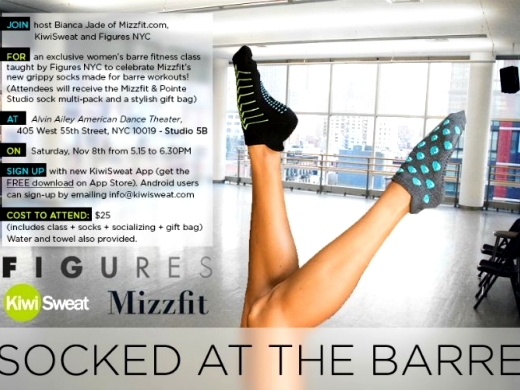 JOIN host Bianca Jade of Mizzfit.com,
KiwiSweat and Figures NYC
FOR an exclusive women's barre fitness class
taught by Figures NYC to celebrate Mizzfit's
new grippy socks made for barre workouts!
(Attendees will receive the Mizzfit & Pointe
Studio sock multi-pack and a stylish gift bag)
AT Alvin Ailey American Dance Theater,
405 West 55th Street, NYC 10019 - Studio 5B
ON Saturday, Nov 8th from 5.15 to 6.30PM
SIGN UP with new KiwiSweat App (get the
FREE download on App Store). Android users
can sign-up by emailing info@kiwisweat.com
COST TO ATTEND: $25
(includes class + socks + socializing + gift bag)
Water and towel also provided.
FIGURES
Kiwi Sweat Mizzfit
SOCKED AT THE BARRE